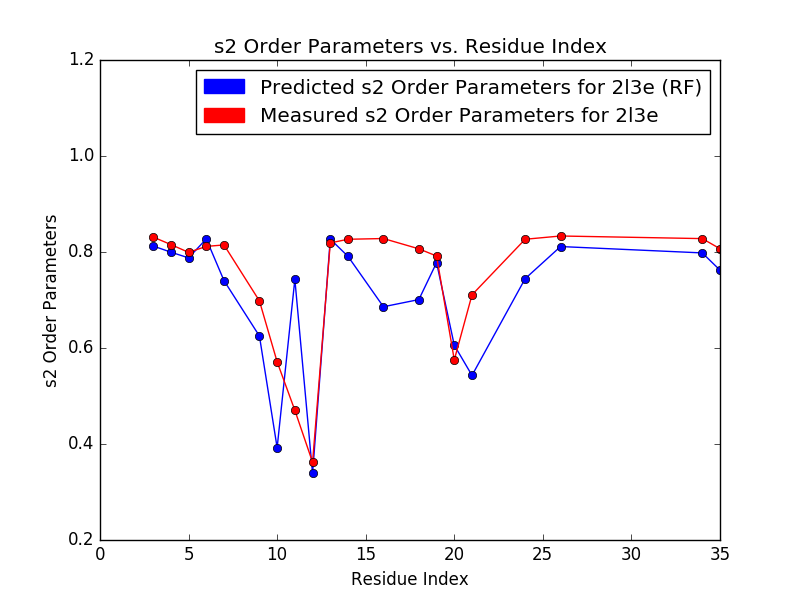 s2 Order Parameters vs. Residue Index
Predicted s2 Order Parameters for 2l3e (RF)
Measured s2 Order Parameters for 2l3e
s2 Order Parameters
1.2
1.0
0.8
0.6
0.4
0.2
0 5 10 15 20 25 30 35
Residue Index